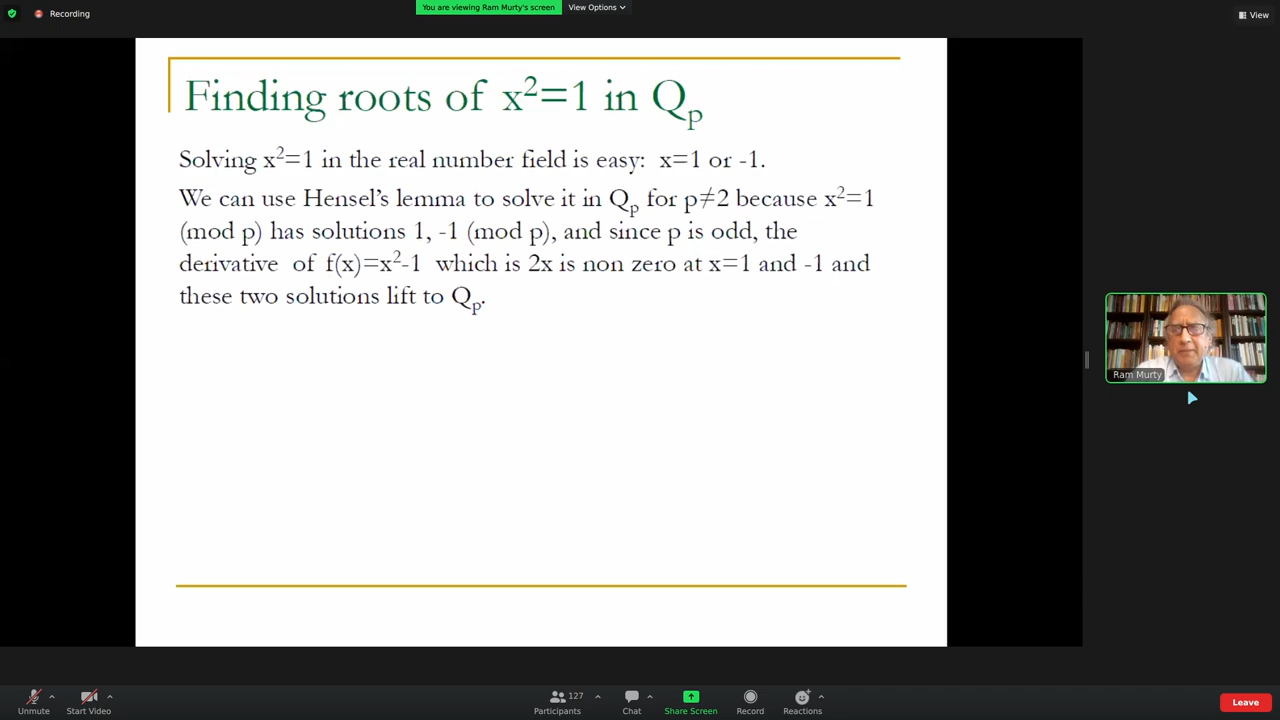 Recording
You are viewing Ram Murty's screen
View Options
View
Finding roots of x²=1 in Qₚ
Solving x²=1 in the real number field is easy: x=1 or -1.
We can use Hensel's lemma to solve it in Qₚ for p≠2 because x²=1
(mod p) has solutions 1, -1 (mod p), and since p is odd, the
derivative of f(x)=x²-1 which is 2x is non zero at x=1 and -1 and
these two solutions lift to Qₚ.
Ram Murty
Unmute
Start Video
127
Participants
Chat
Share Screen
Record
Reactions
Leave